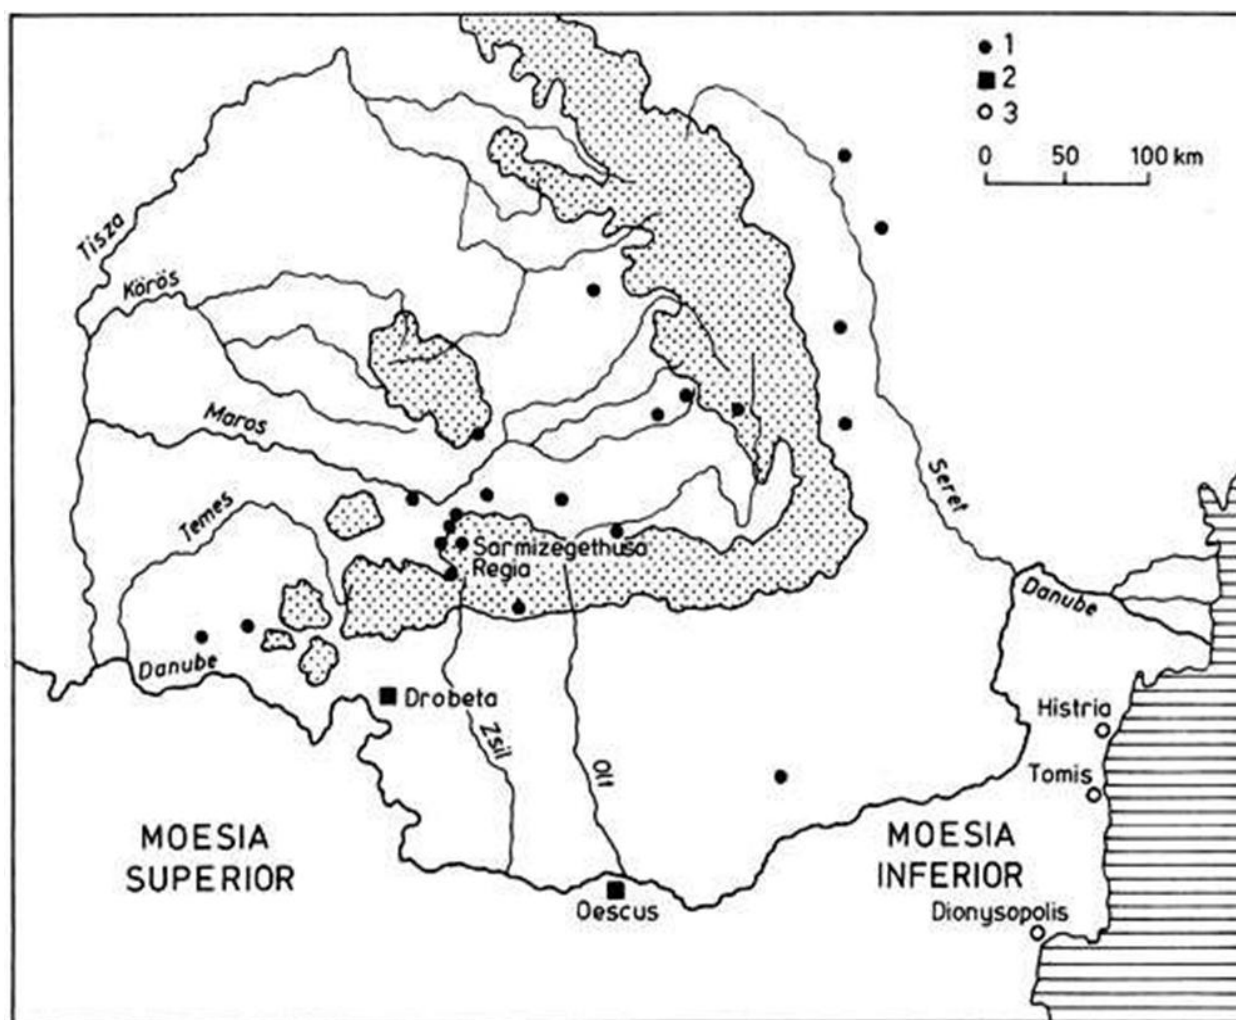 1
2
3
0 50 100 km
Tisza
Körös
Maros
Temes
Seret
Sarmizegethusa
Regia
Danube
Danube
Drobeta
Zsil
Olt
Histria
Tomis
MOESIA
SUPERIOR
MOESIA
INFERIOR
Oescus
Dionysopolis